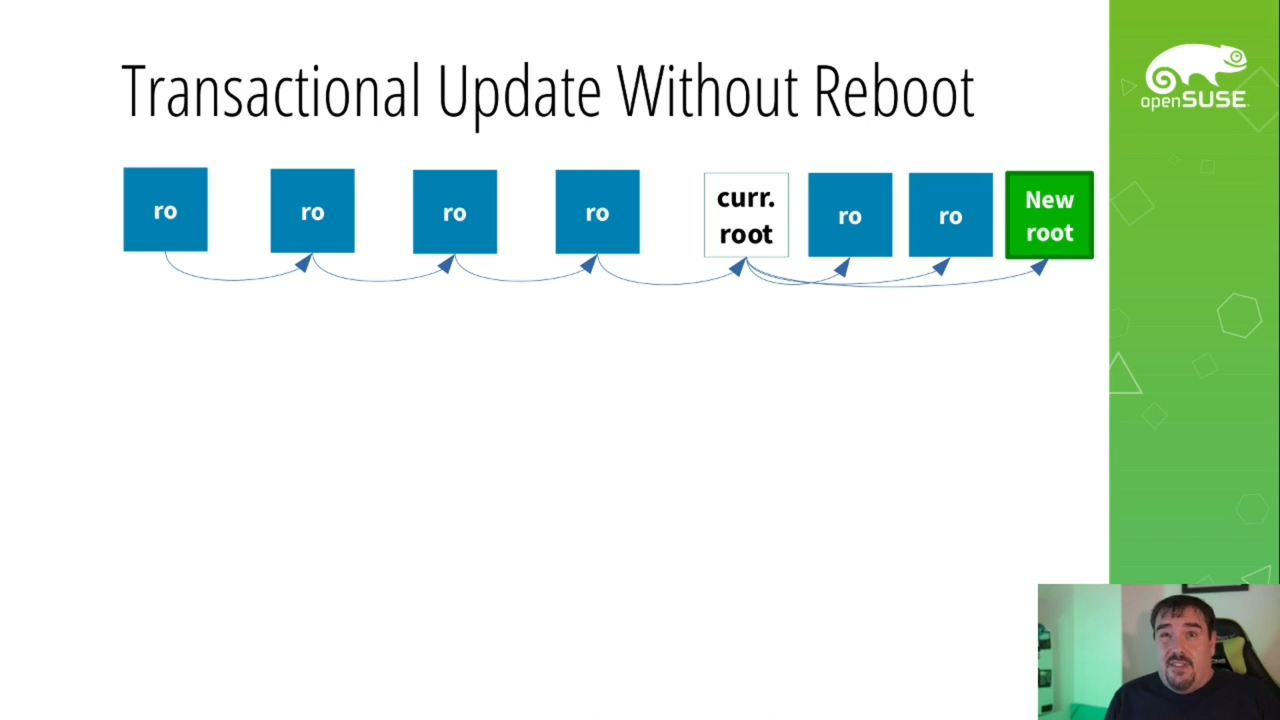 Transactional Update Without Reboot
openSUSE
ro
ro
ro
ro
curr.
root
ro
ro
New
root